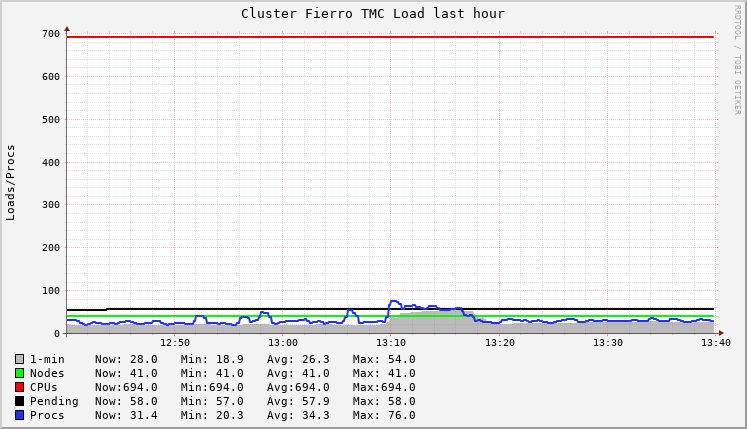 Cluster Fierro TMC Load last hour
RRDTOOL / TOBI OETIKER
Loads/Procs
700
600
500
400
300
200
100
0
12:50 13:00 13:10 13:20 13:30 13:40
1-min Now: 28.0 Min: 18.9 Avg: 26.3 Max: 54.0
Nodes Now: 41.0 Min: 41.0 Avg: 41.0 Max: 41.0
CPUs Now:694.0 Min:694.0 Avg:694.0 Max:694.0
Pending Now: 58.0 Min: 57.0 Avg: 57.9 Max: 58.0
Procs Now: 31.4 Min: 20.3 Avg: 34.3 Max: 76.0